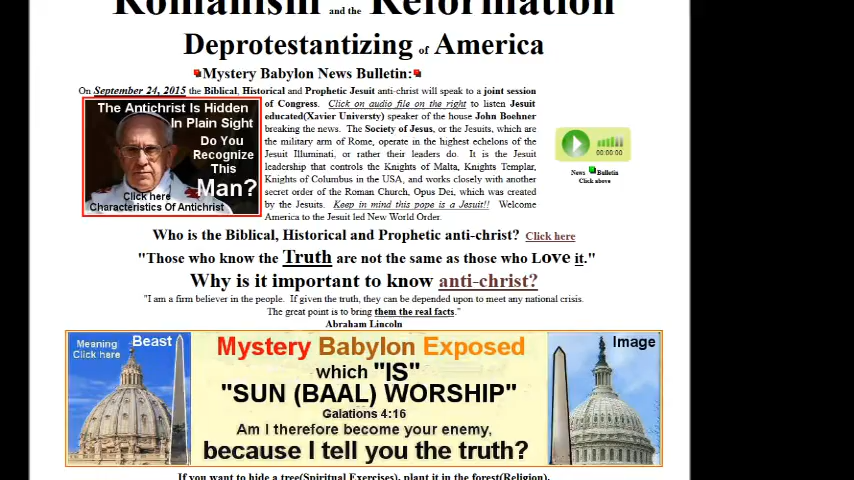 Romanism and the Reformation
Deprotestantizing of America
Mystery Babylon News Bulletin:
On September 24, 2015 the Biblical, Historical and Prophetic Jesuit anti-christ will speak to a joint session
of Congress. Click on audio file on the right to listen Jesuit
educated(Xavier Universty) speaker of the house John Boehner
breaking the news. The Society of Jesus, or the Jesuits, which are
the military arm of Rome, operate in the highest echelons of the
Jesuit Illuminati, or rather their leaders do. It is the Jesuit
leadership that controls the Knights of Malta, Knights Templar,
Knights of Columbus in the USA, and works closely with another
secret order of the Roman Church, Opus Dei, which was created
by the Jesuits. Keep in mind this pope is a Jesuit!! Welcome
America to the Jesuit led New World Order.
The Antichrist Is Hidden
In Plain Sight
Do You
Recognize
This
Man?
Click here
Characteristics Of Antichrist
00:00:00
News Bulletin
Click above
Who is the Biblical, Historical and Prophetic anti-christ? Click here
"Those who know the Truth are not the same as those who Love it."
Why is it important to know anti-christ?
"I am a firm believer in the people. If given the truth, they can be depended upon to meet any national crisis.
The great point is to bring them the real facts."
Abraham Lincoln
Meaning:
Click here
Beast
Mystery Babylon Exposed
which "IS"
"SUN (BAAL) WORSHIP"
Galations 4:16
Am I therefore become your enemy,
because I tell you the truth?
Image
If you want to hide a tree(Spiritual Exercises), plant it in the forest(Religion).